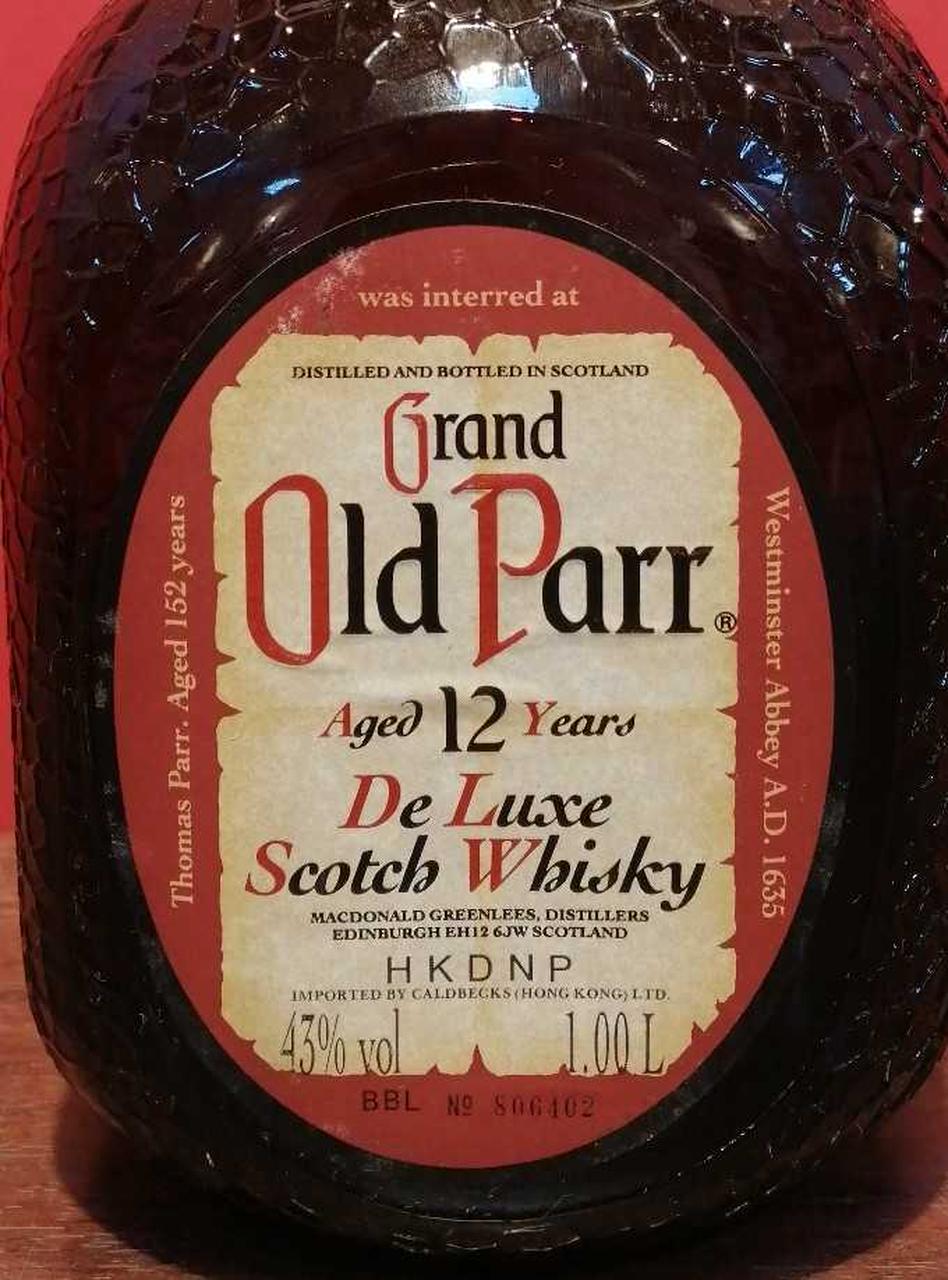 Thomas Parr. Aged 152 years
was interred at
Westminster Abbey A.D. 1635
DISTILLED AND BOTTLED IN SCOTLAND
Grand
Old Parr®
Aged 12 Years
De Luxe
Scotch Whisky
MACDONALD GREENLEES, DISTILLERS
EDINBURGH EH12 6JW SCOTLAND
HKDNP
IMPORTED BY CALDBECKS (HONG KONG) LTD.
43% vol 1.00 L
BBL Nº 806402